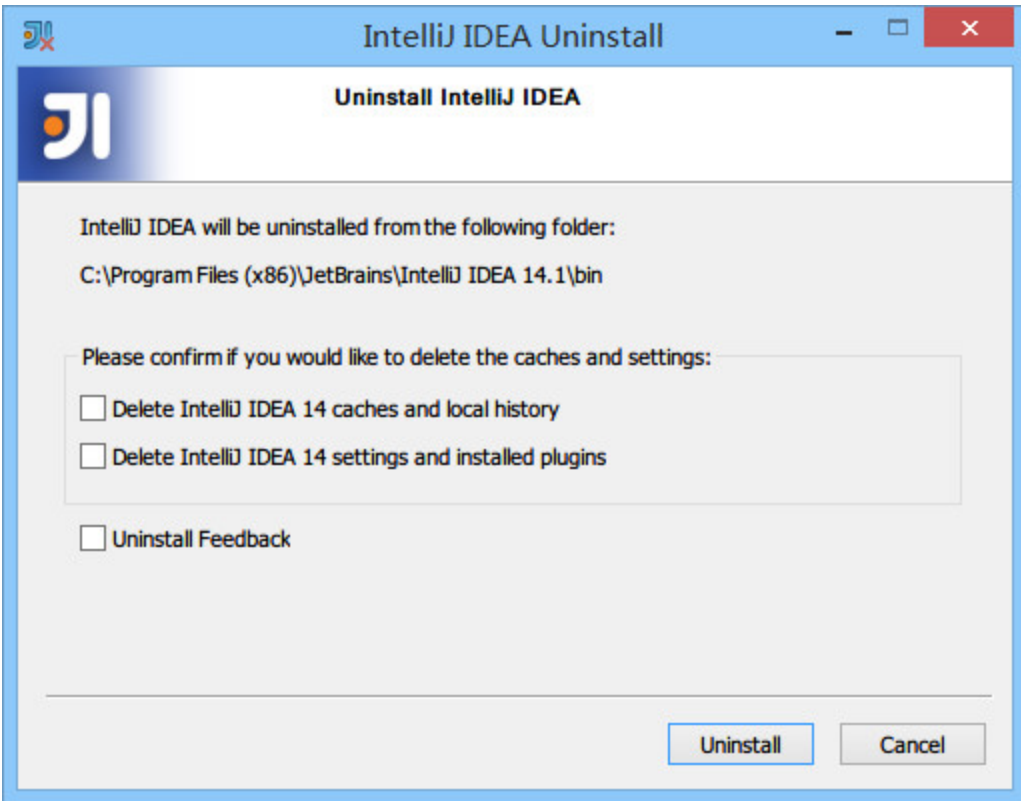 IntelliJ IDEA Uninstall
Uninstall IntelliJ IDEA
IntelliJ IDEA will be uninstalled from the following folder:
C:\Program Files (x86)\JetBrains\IntelliJ IDEA 14.1\bin
Please confirm if you would like to delete the caches and settings:
Delete IntelliJ IDEA 14 caches and local history
Delete IntelliJ IDEA 14 settings and installed plugins
Uninstall Feedback
Uninstall Cancel